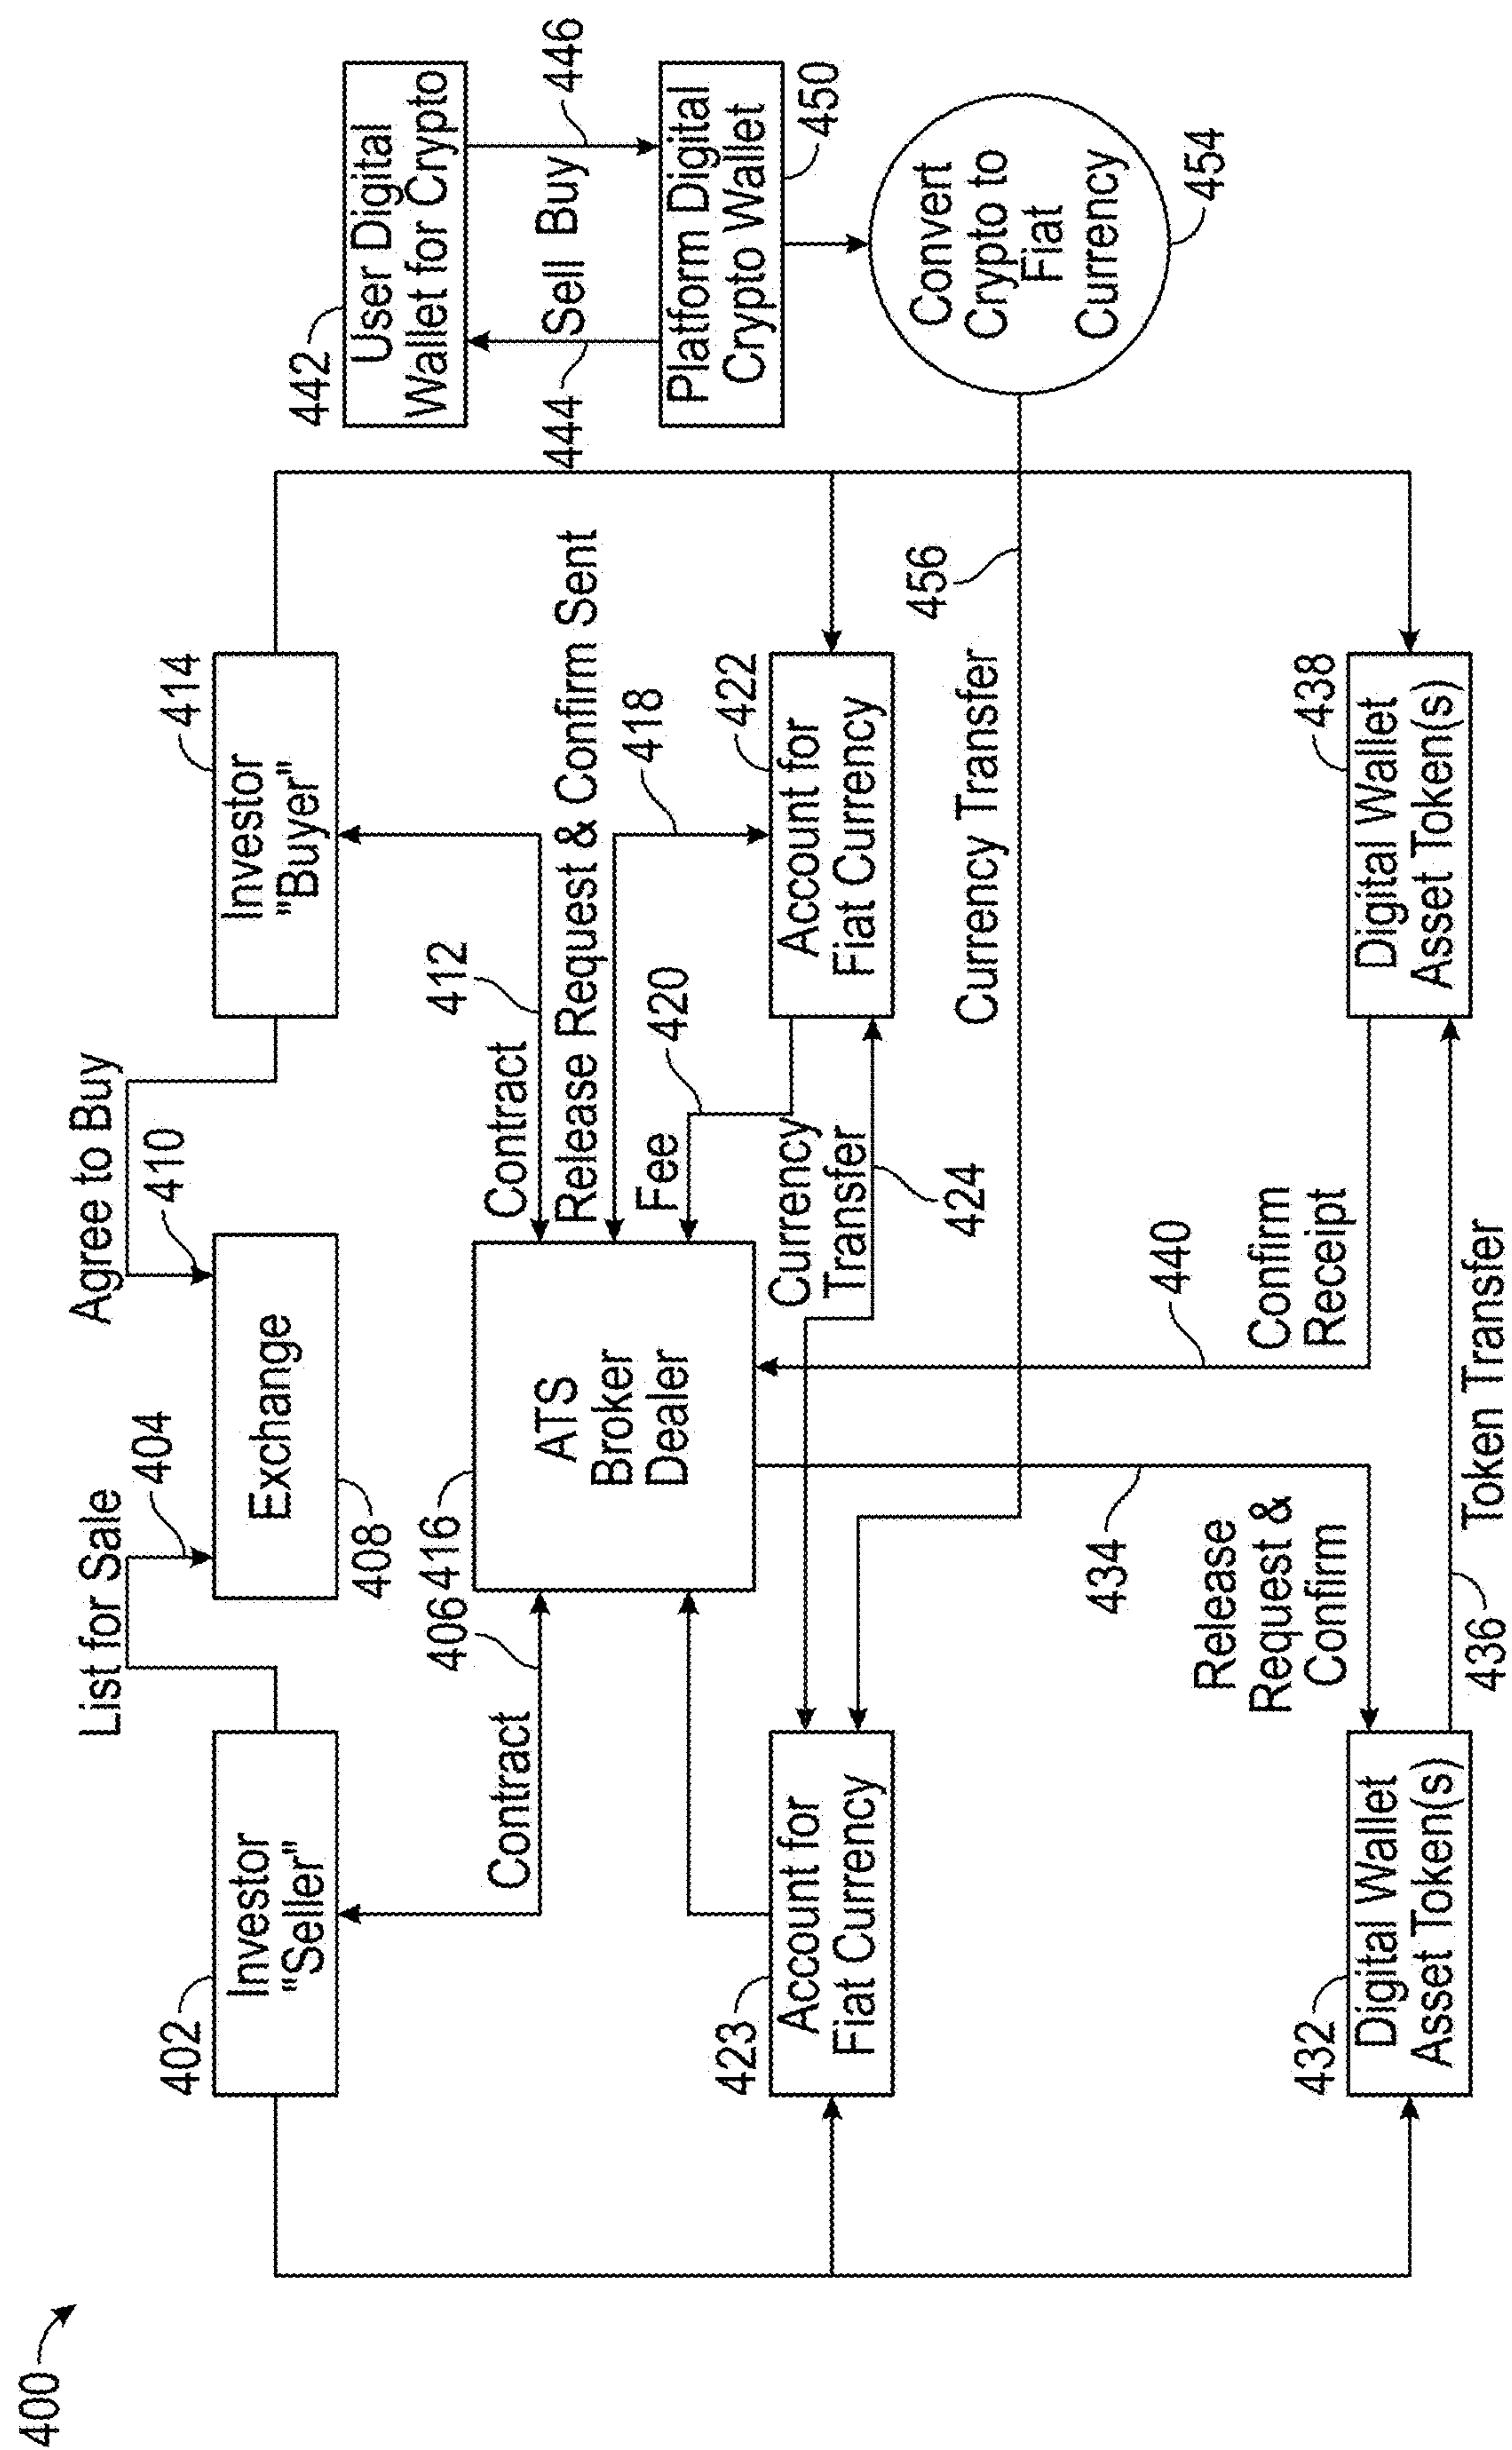 400
List for Sale
404
Agree to Buy
410
402
Investor
"Seller"
Exchange
408
414
Investor
"Buyer"
442
User Digital
Wallet for Crypto
Contract
406
416
ATS
Broker
Dealer
Contract
412
Release Request & Confirm Sent
418
Fee
420
444
Sell
Buy
446
Platform Digital
Crypto Wallet
450
423
Account for
Fiat Currency
Currency
Transfer
424
422
Account for
Fiat Currency
Currency Transfer
456
Convert
Crypto to
Fiat
Currency
454
434
Release
Request &
Confirm
440
Confirm
Receipt
432
Digital Wallet
Asset Token(s)
438
Digital Wallet
Asset Token(s)
436
Token Transfer